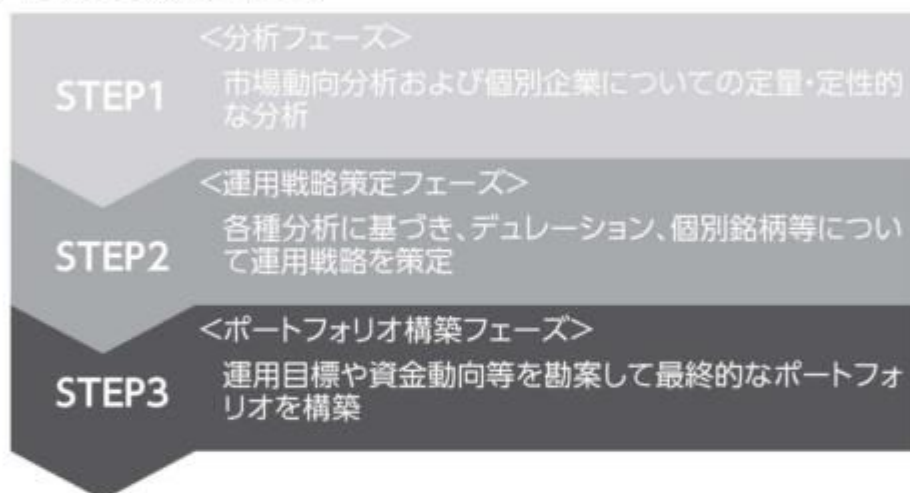 <分析フェーズ>
STEP1
市場動向分析および個別企業についての定量・定性的
な分析
<運用戦略策定フェーズ>
STEP2
各種分析に基づき、デュレーション、個別銘柄等につい
て運用戦略を策定
<ポートフォリオ構築フェーズ>
STEP3
運用目標や資金動向等を勘案して最終的なポートフォ
リオを構築